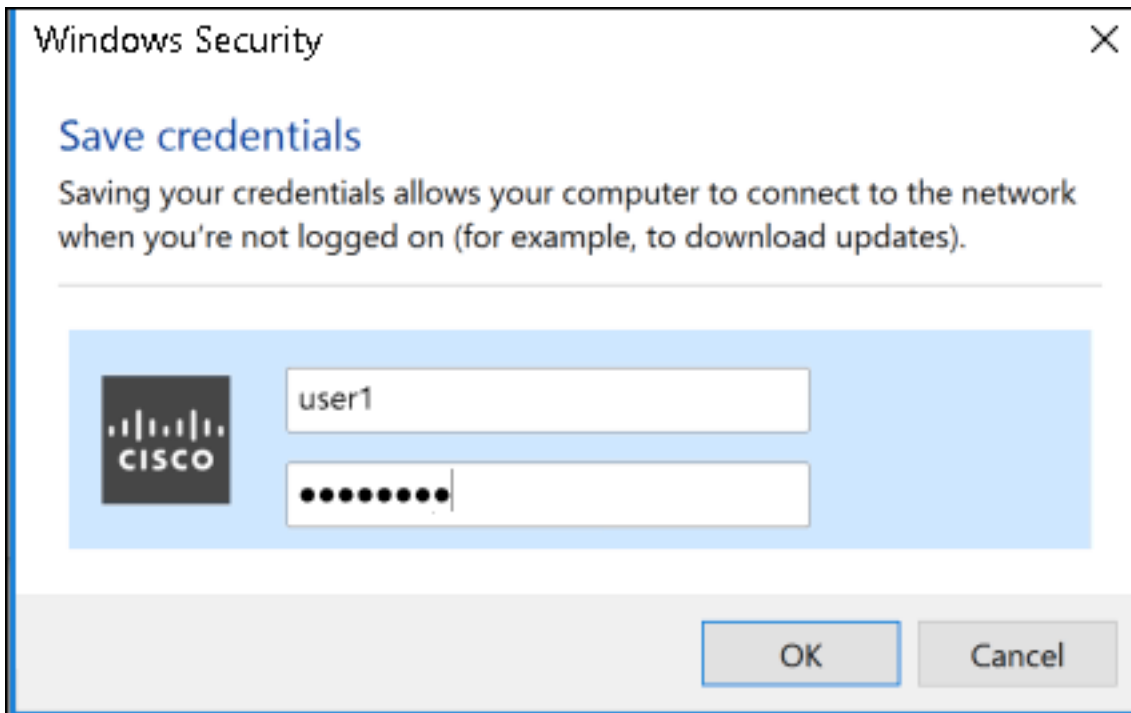 Windows Security
Save credentials
Saving your credentials allows your computer to connect to the network
when you're not logged on (for example, to download updates).
user1
CISCO
••••••••
OK
Cancel